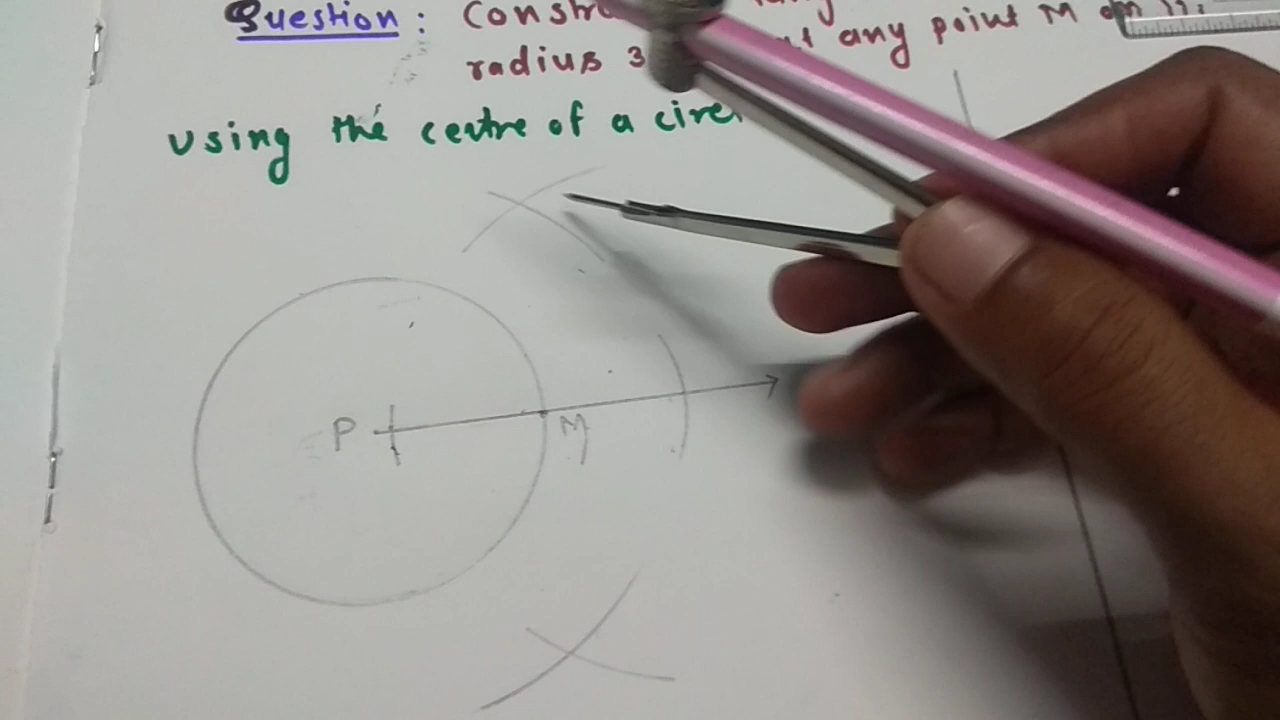 Question : Constr
radius 3 any point M on it.
Using the centre of a circ
P
M